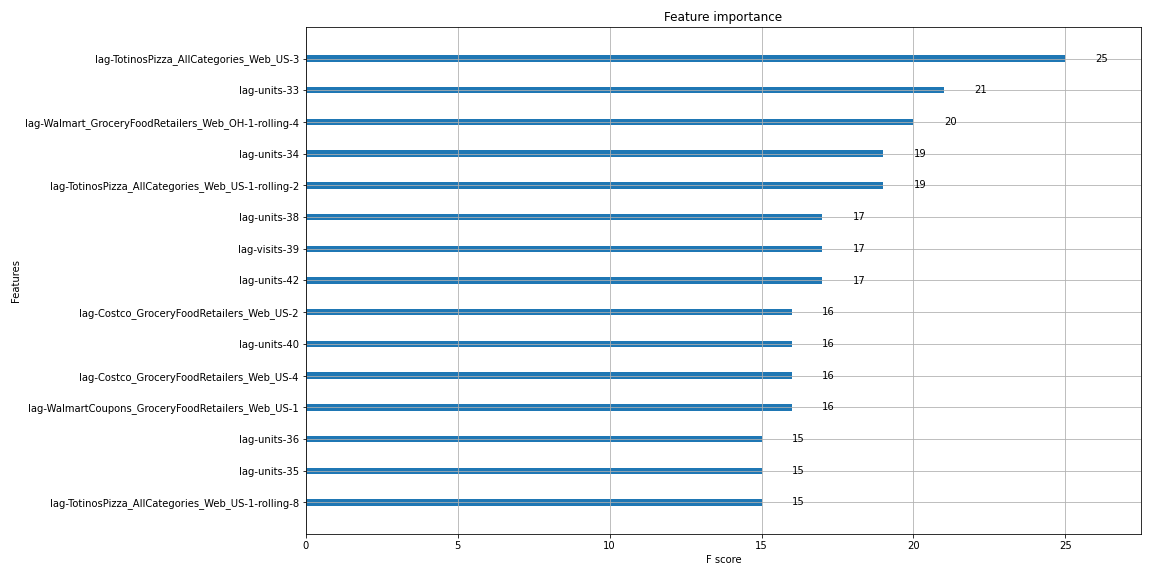 Feature importance
Features
lag-TotinosPizza_AllCategories_Web_US-3 25
lag-units-33 21
lag-Walmart_GroceryFoodRetailers_Web_OH-1-rolling-4 20
lag-units-34 19
lag-TotinosPizza_AllCategories_Web_US-1-rolling-2 19
lag-units-38 17
lag-visits-39 17
lag-units-42 17
lag-Costco_GroceryFoodRetailers_Web_US-2 16
lag-units-40 16
lag-Costco_GroceryFoodRetailers_Web_US-4 16
lag-WalmartCoupons_GroceryFoodRetailers_Web_US-1 16
lag-units-36 15
lag-units-35 15
lag-TotinosPizza_AllCategories_Web_US-1-rolling-8 15
0 5 10 15 20 25
F score